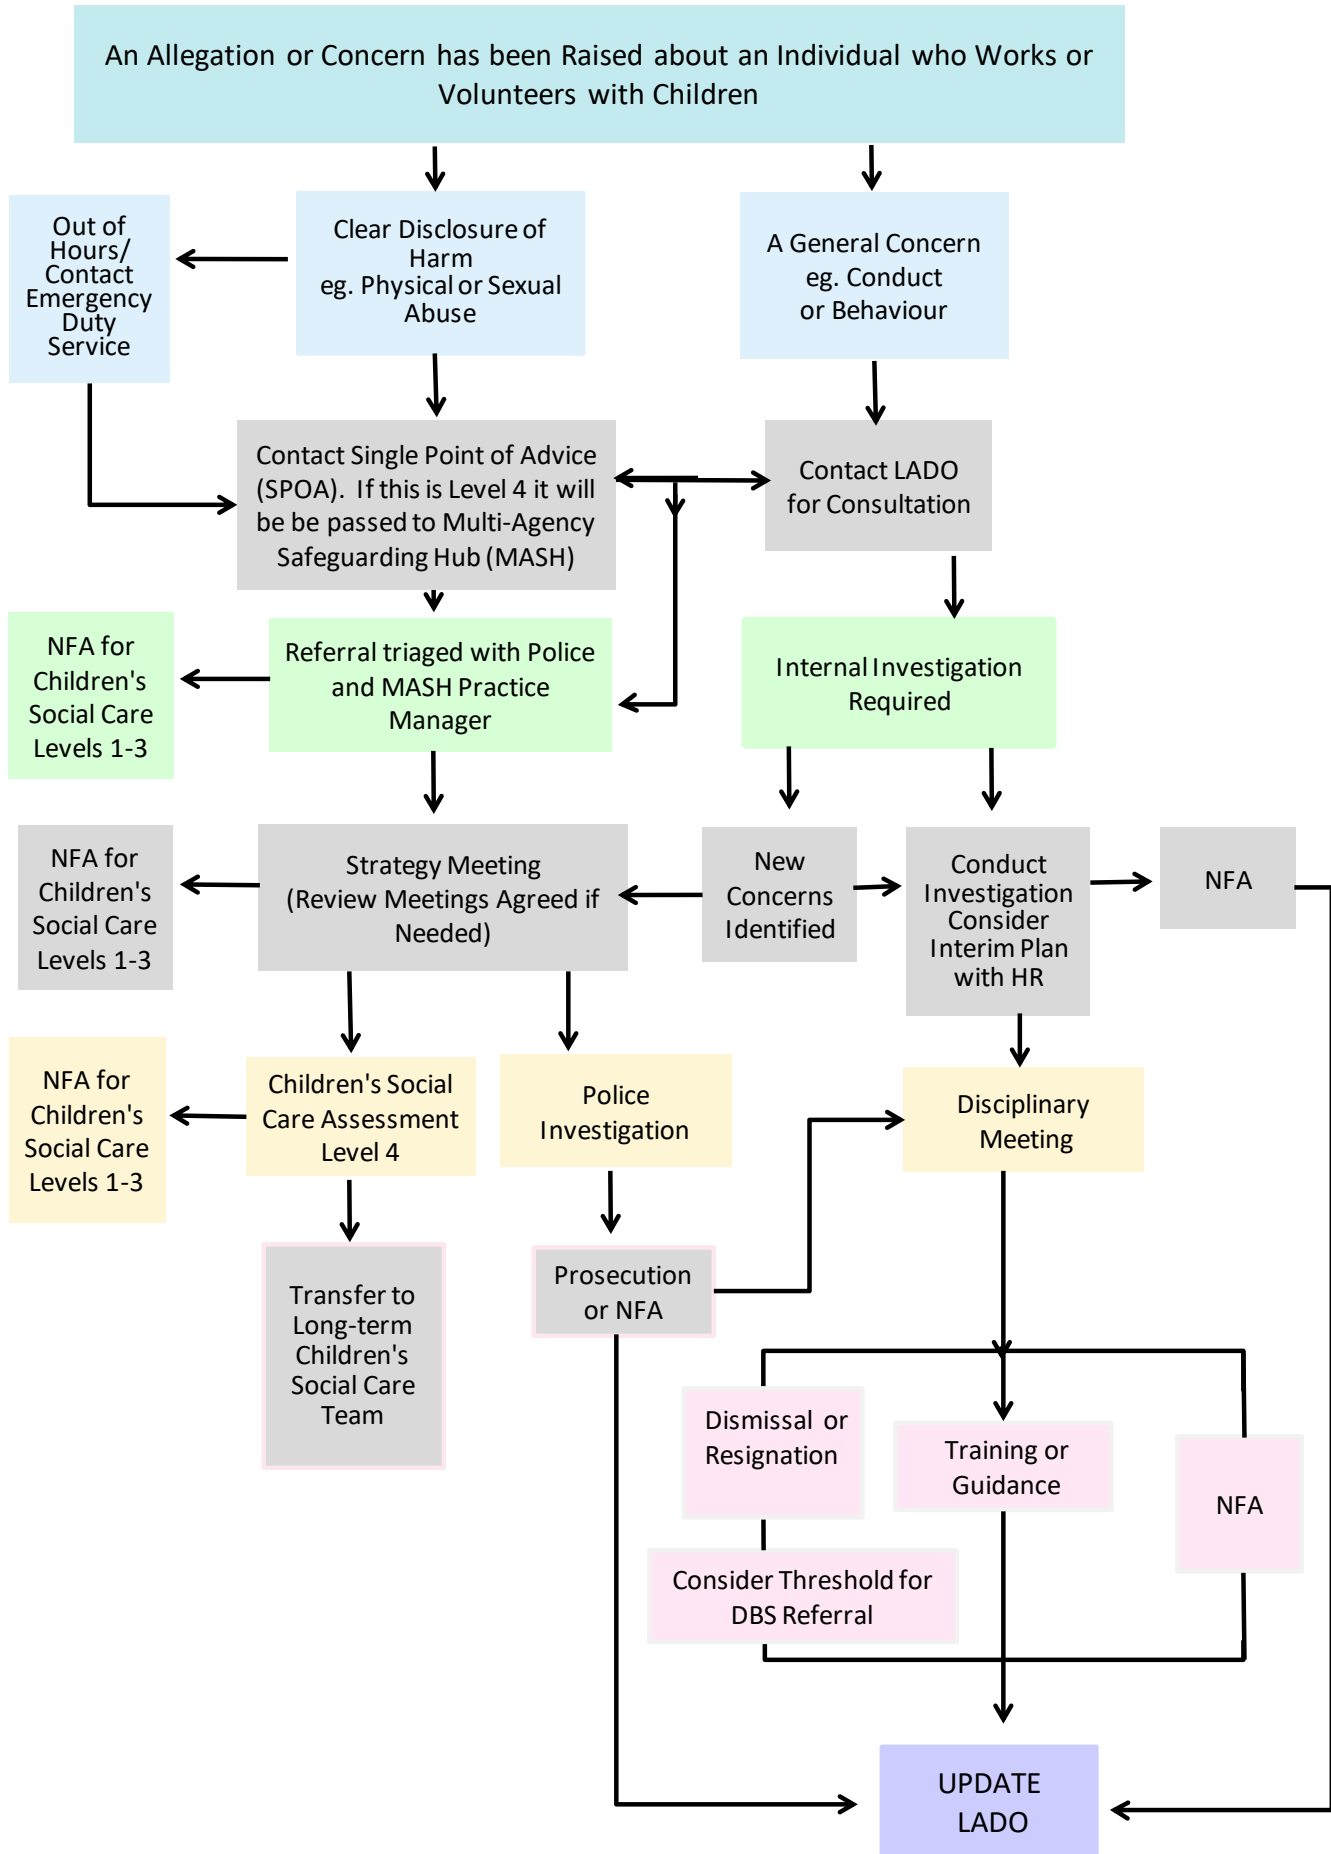 An Allegation or Concern has been Raised about an Individual who Works or
Volunteers with Children
Out of
Hours/
Contact
Emergency
Duty
Service
Clear Disclosure of
Harm
eg. Physical or Sexual
Abuse
A General Concern
eg. Conduct
or Behaviour
Contact Single Point of Advice
(SPOA). If this is Level 4 it will
be be passed to Multi-Agency
Safeguarding Hub (MASH)
Contact LADO
for Consultation
NFA for
Children's
Social Care
Levels 1-3
Referral triaged with Police
and MASH Practice
Manager
Internal Investigation
Required
NFA for
Children's
Social Care
Levels 1-3
Strategy Meeting
(Review Meetings Agreed if
Needed)
New
Concerns
Identified
Conduct
Investigation
Consider
Interim Plan
with HR
NFA
NFA for
Children's
Social Care
Levels 1-3
Children's Social
Care Assessment
Level 4
Police
Investigation
Disciplinary
Meeting
Transfer to
Long-term
Children's
Social Care
Team
Prosecution
or NFA
Dismissal or
Resignation
Training or
Guidance
NFA
Consider Threshold for
DBS Referral
UPDATE
LADO